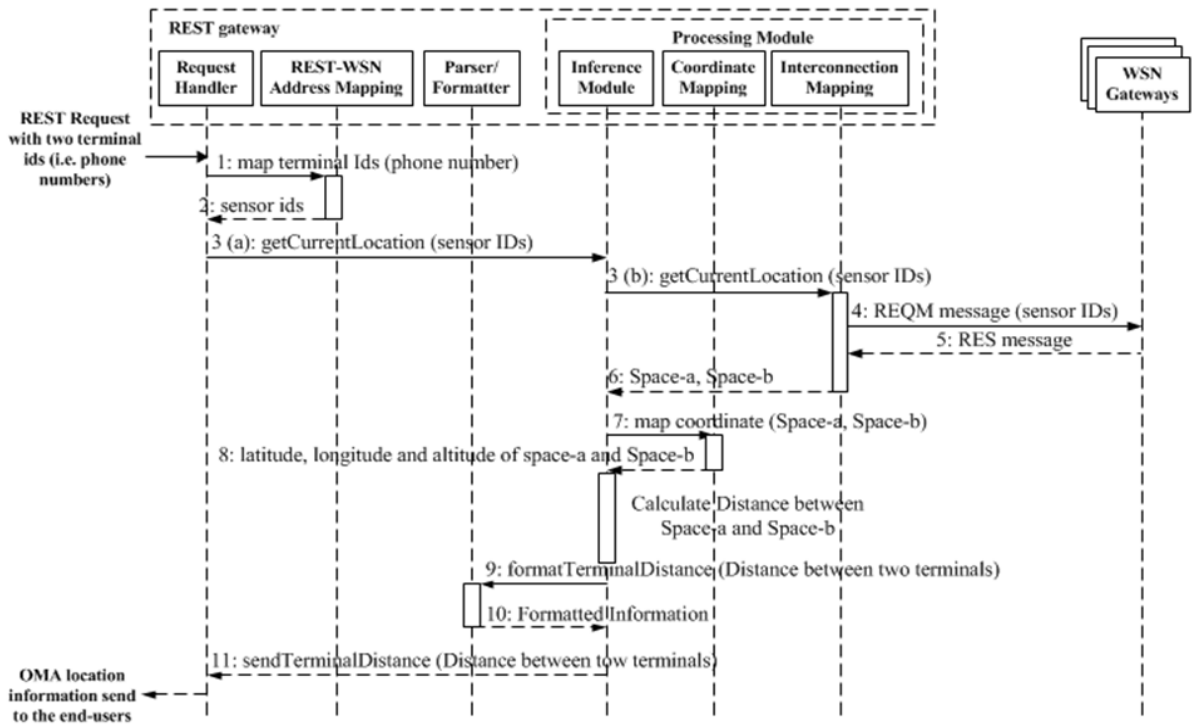 REST gateway
Processing Module
Request
Handler
REST-WSN
Address Mapping
Parser/
Formatter
Inference
Module
Coordinate
Mapping
Interconnection
Mapping
WSN
Gateways
REST Request
with two terminal
ids (i.e. phone
numbers)
1: map terminal Ids (phone number)
2: sensor ids
3 (a): getCurrentLocation (sensor IDs)
3 (b): getCurrentLocation (sensor IDs)
4: REQM message (sensor IDs)
5: RES message
6: Space-a, Space-b
7: map coordinate (Space-a, Space-b)
8: latitude, longitude and altitude of space-a and Space-b
Calculate Distance between
Space-a and Space-b
9: formatTerminalDistance (Distance between two terminals)
10: Formatted Information
11: sendTerminalDistance (Distance between tow terminals)
OMA location
information send
to the end-users